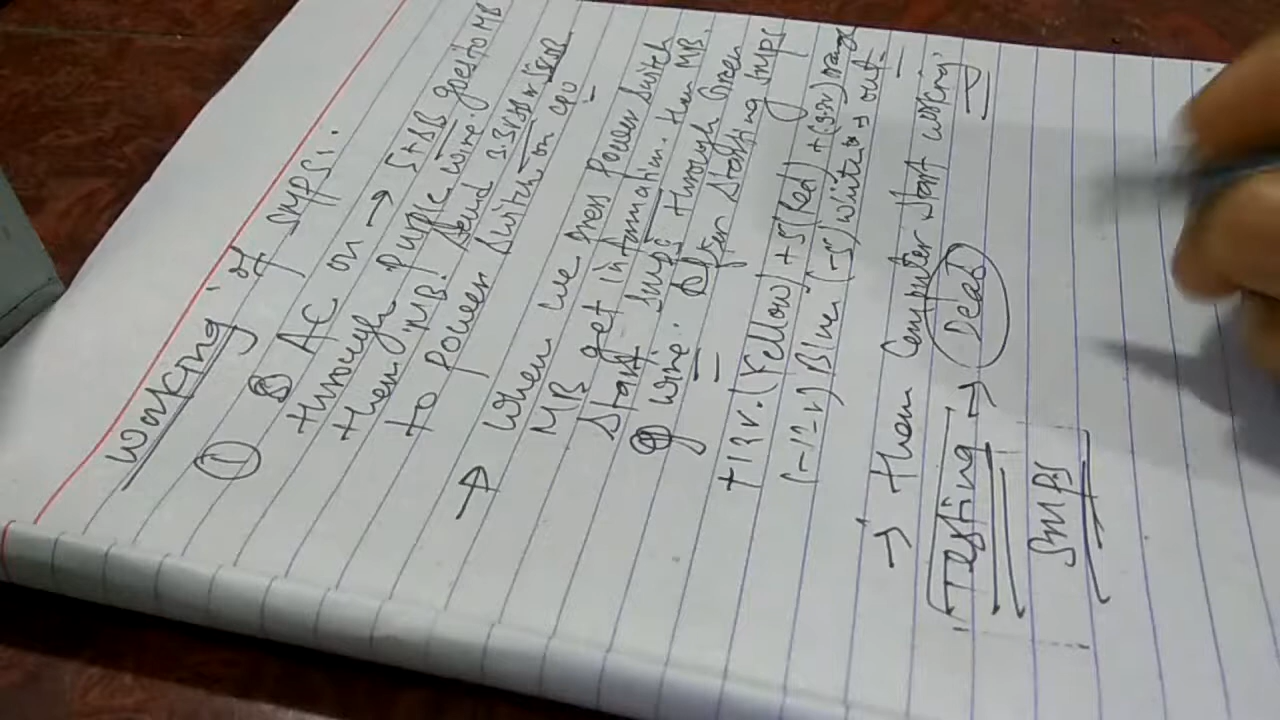 Working of SMPS:
① AC on → 5VSB goes to MB
through Purple wire.
then MB. Send 3.3V SB or 5VSB
to Power Switch on CPU
→ When we Press Power Switch
MB get information. then MB.
Start SMPS through Green
wire. After Starting SMPS
+12V. (Yellow) +5(Red) +(3.3V) orange
(-12V) Blue (-5) white → out
→ then Computer start working.
Testing → Dead
SMPS